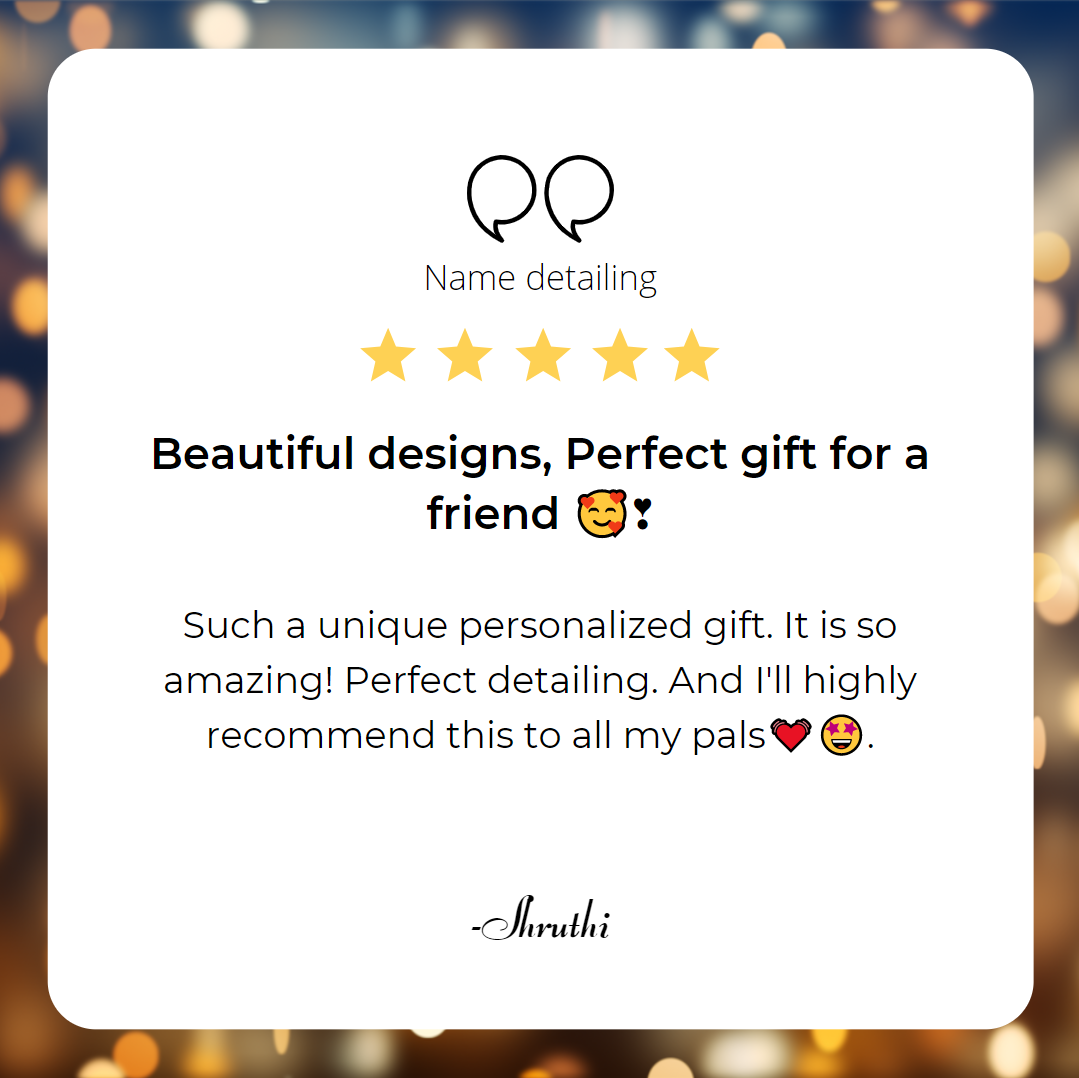 Name detailing
Beautiful designs, Perfect gift for a
friend 🥰❣
Such a unique personalized gift. It is so
amazing! Perfect detailing. And I'll highly
recommend this to all my pals💓🤩.
-Shruthi